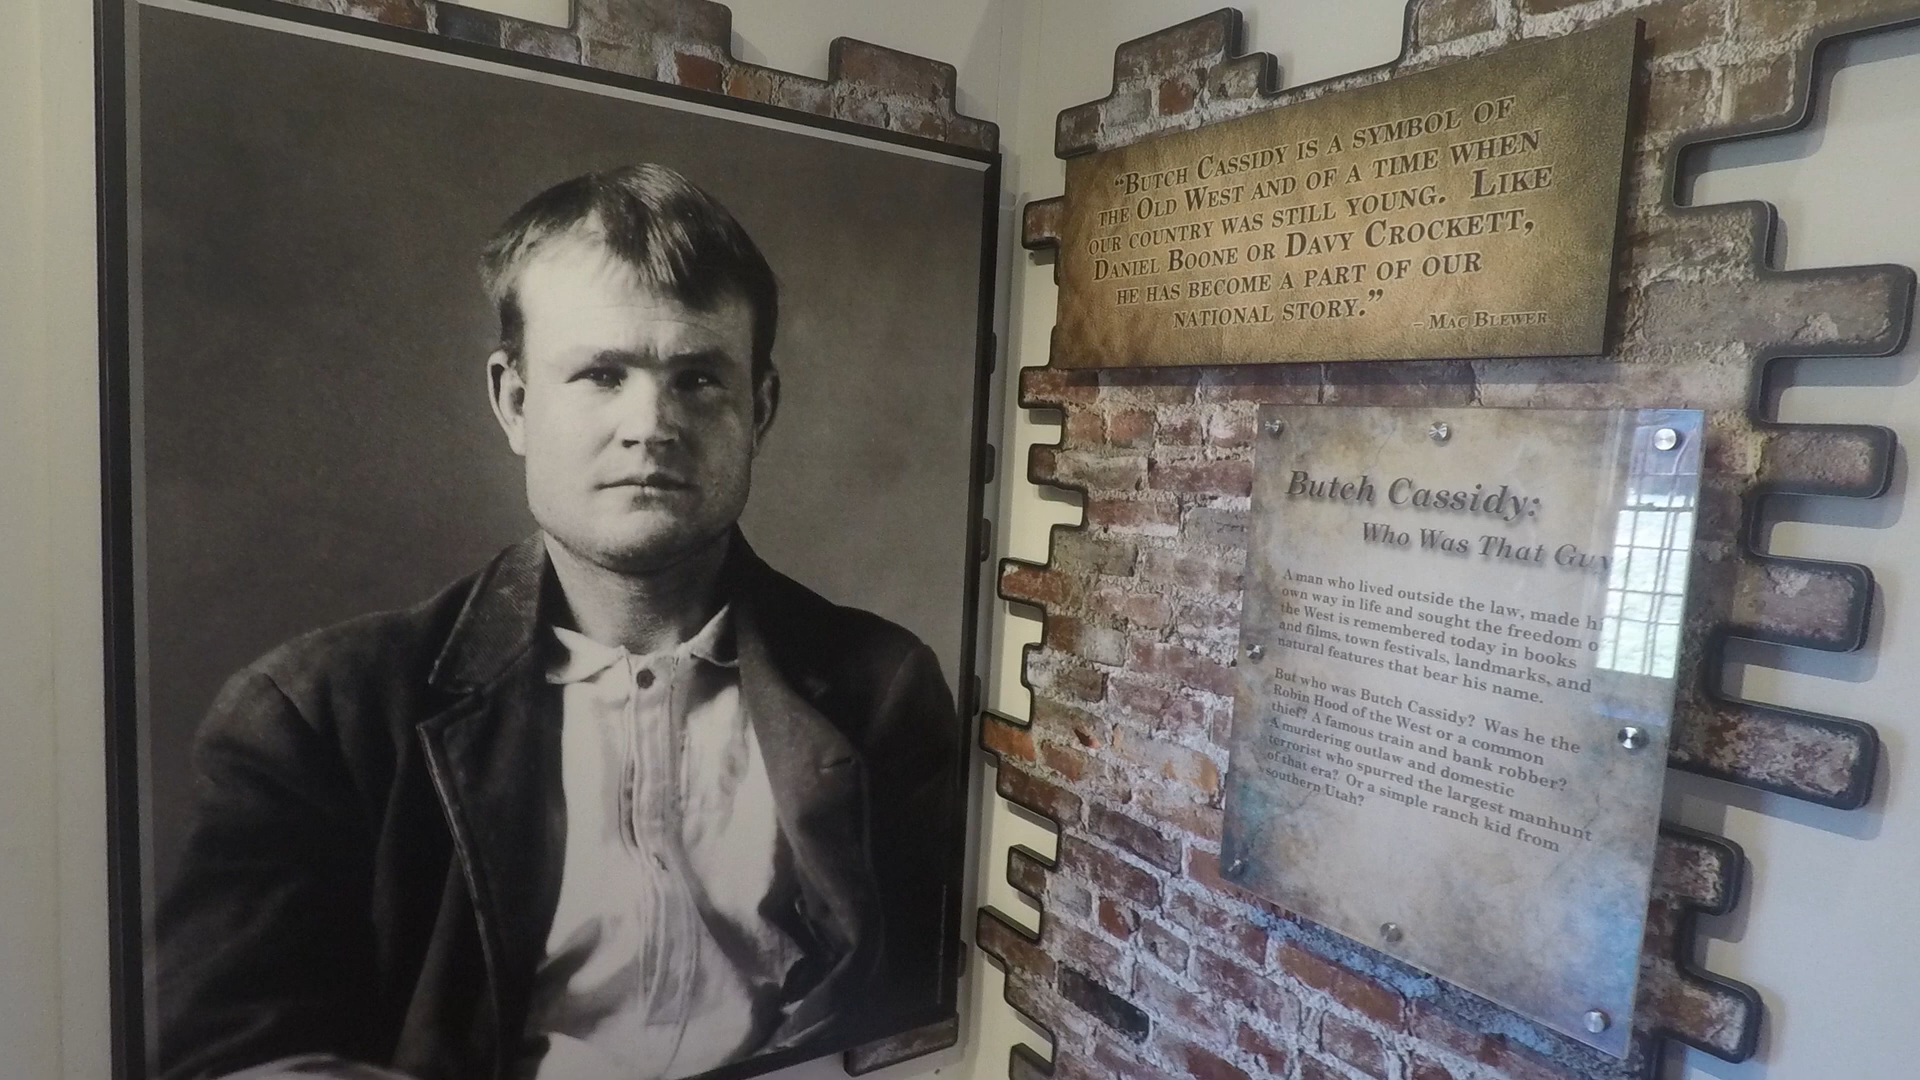 “BUTCH CASSIDY IS A SYMBOL OF
THE OLD WEST AND OF A TIME WHEN
OUR COUNTRY WAS STILL YOUNG. LIKE
DANIEL BOONE OR DAVY CROCKETT,
HE HAS BECOME A PART OF OUR
NATIONAL STORY.”
– MAC BLEWER
Butch Cassidy:
Who Was That Guy
A man who lived outside the law, made
own way in life and sought the freedom
the West is remembered today in books
and films, town festivals, landmarks, and
natural features that bear his name.
But who was Butch Cassidy? Was he the
Robin Hood of the West or a common
thief? A famous train and bank robber?
A murdering outlaw and domestic
terrorist who spurred the largest manhunt
of that era? Or a simple ranch kid from
southern Utah?